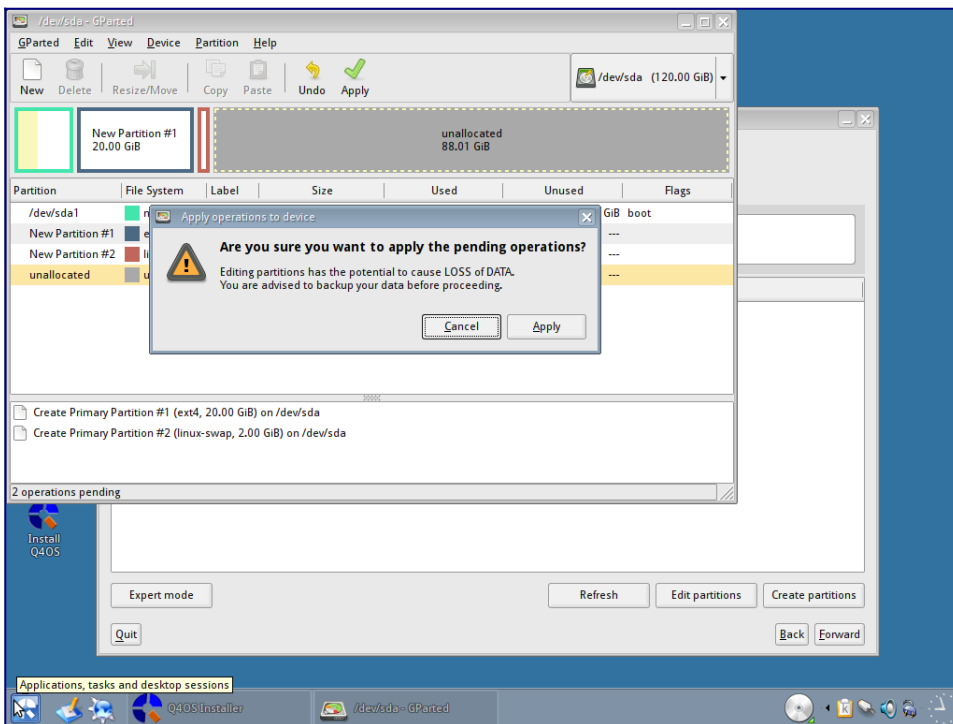 /dev/sda - GParted
GParted Edit View Device Partition Help
New Delete Resize/Move Copy Paste Undo Apply
/dev/sda (120.00 GiB)
New Partition #1
20.00 GiB
unallocated
88.01 GiB
Partition File System Label Size Used Unused Flags
/dev/sda1 n GiB boot
New Partition #1 e ---
New Partition #2 li ---
unallocated u ---
Apply operations to device
Are you sure you want to apply the pending operations?
Editing partitions has the potential to cause LOSS of DATA.
You are advised to backup your data before proceeding.
Cancel Apply
Create Primary Partition #1 (ext4, 20.00 GiB) on /dev/sda
Create Primary Partition #2 (linux-swap, 2.00 GiB) on /dev/sda
2 operations pending
Install
Q4OS
Expert mode Refresh Edit partitions Create partitions
Quit Back Forward
Applications, tasks and desktop sessions
Q4OS Installer /dev/sda - GParted